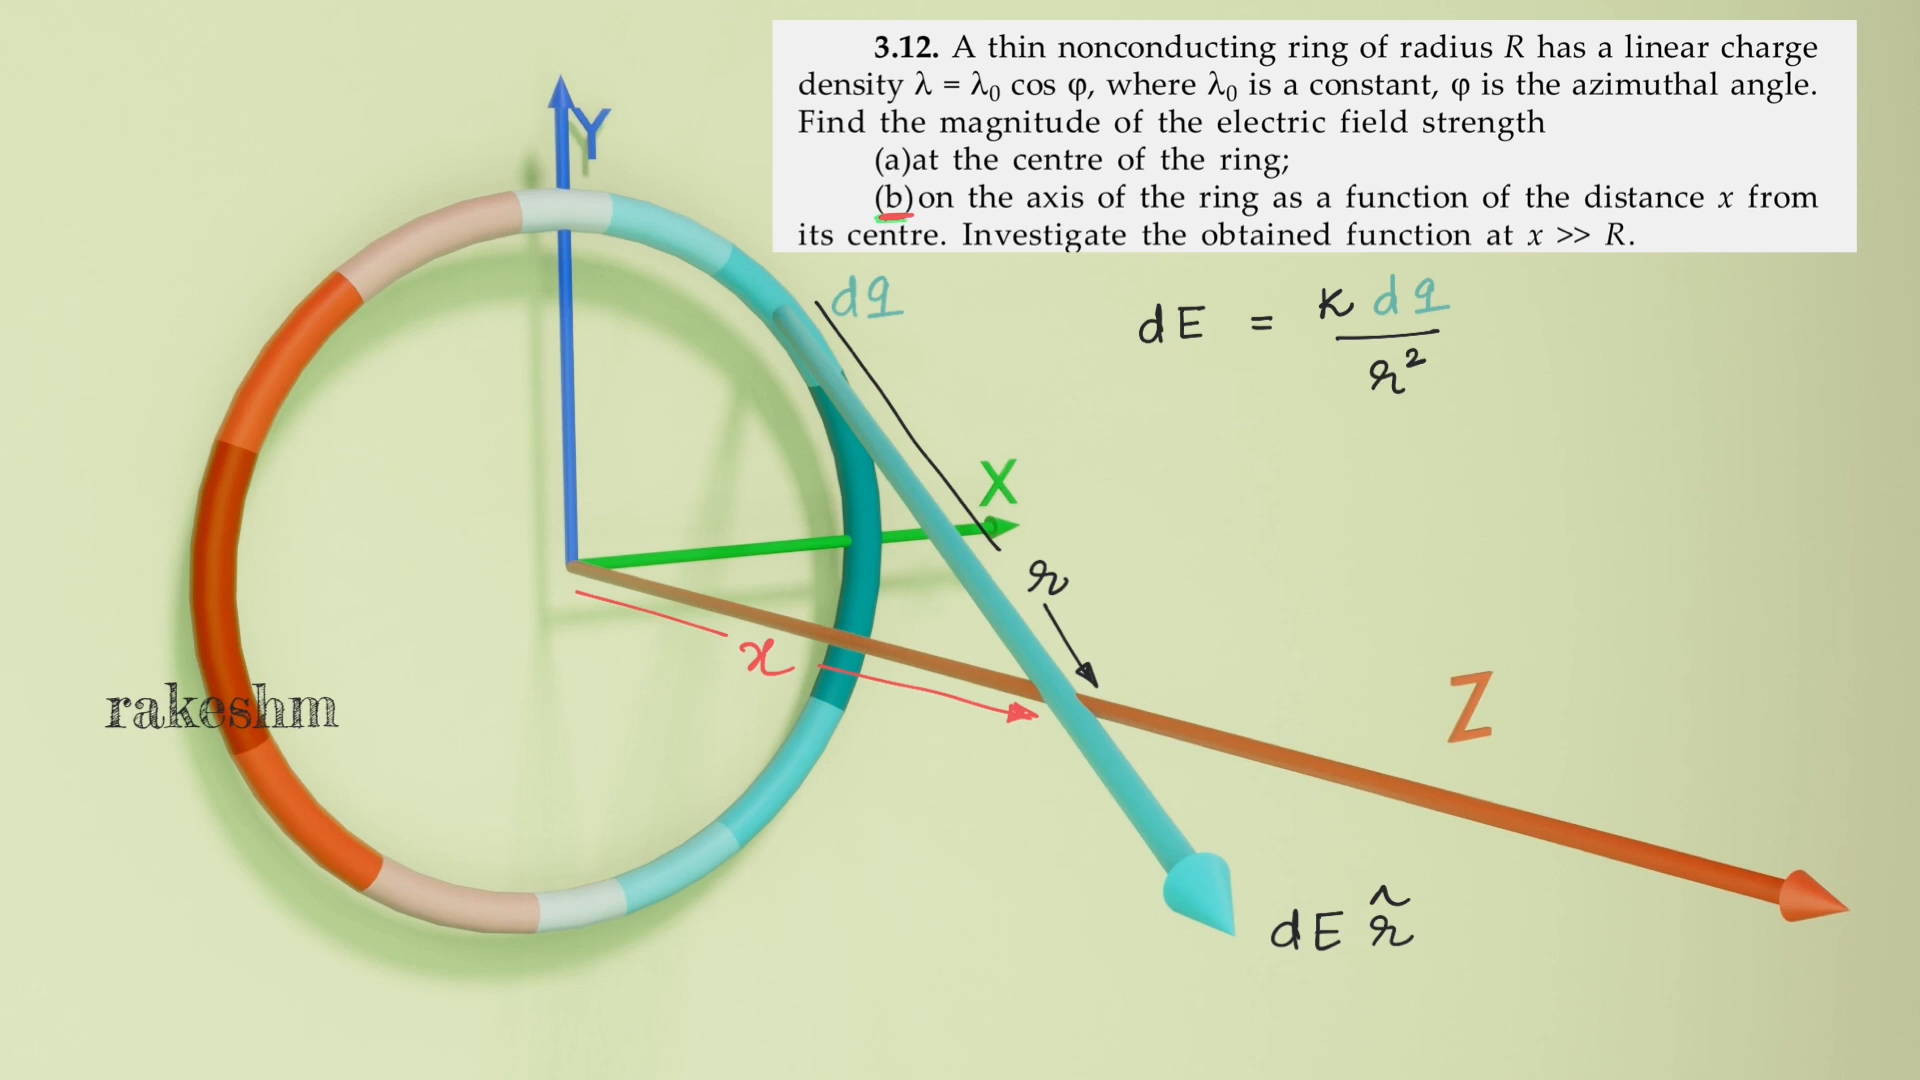 3.12. A thin nonconducting ring of radius R has a linear charge
density λ = λ₀ cos φ, where λ₀ is a constant, φ is the azimuthal angle.
Find the magnitude of the electric field strength
(a)at the centre of the ring;
(b)on the axis of the ring as a function of the distance x from
its centre. Investigate the obtained function at x >> R.
Y
dq
dE = K dq / r²
X
r
x
Z
rakeshm
dE r̂